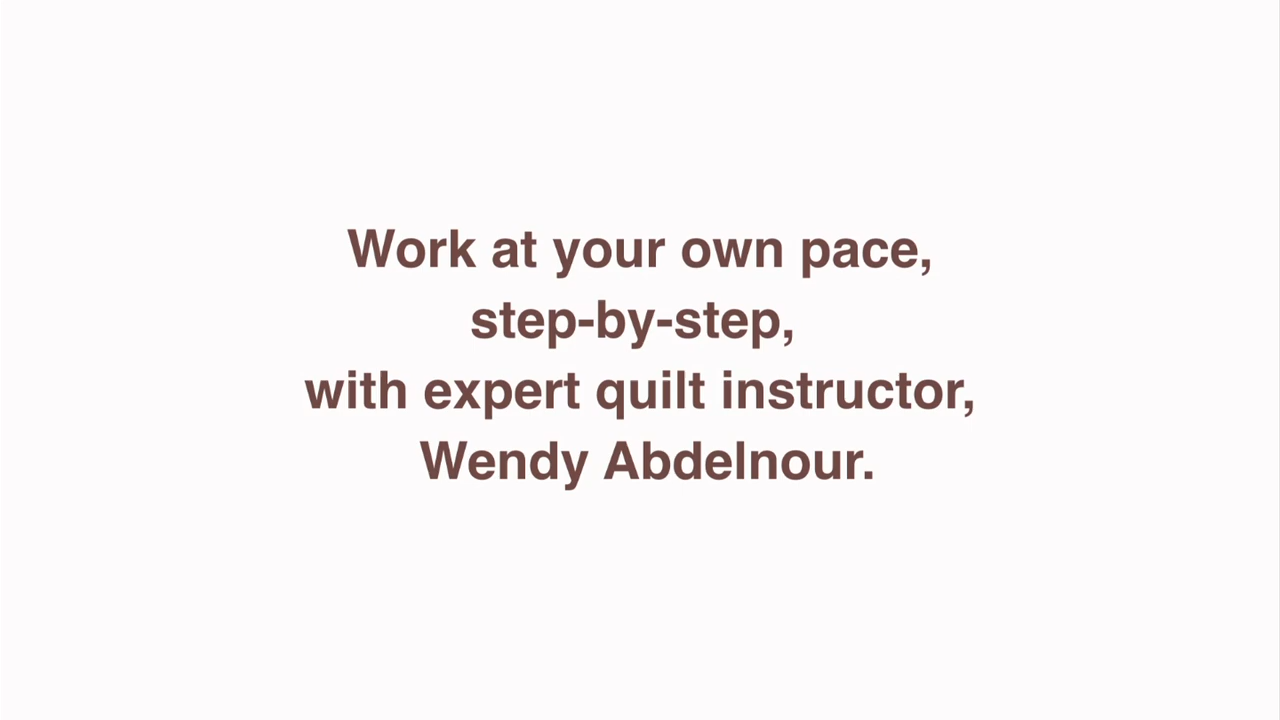 Work at your own pace,
step-by-step,
with expert quilt instructor,
Wendy Abdelnour.